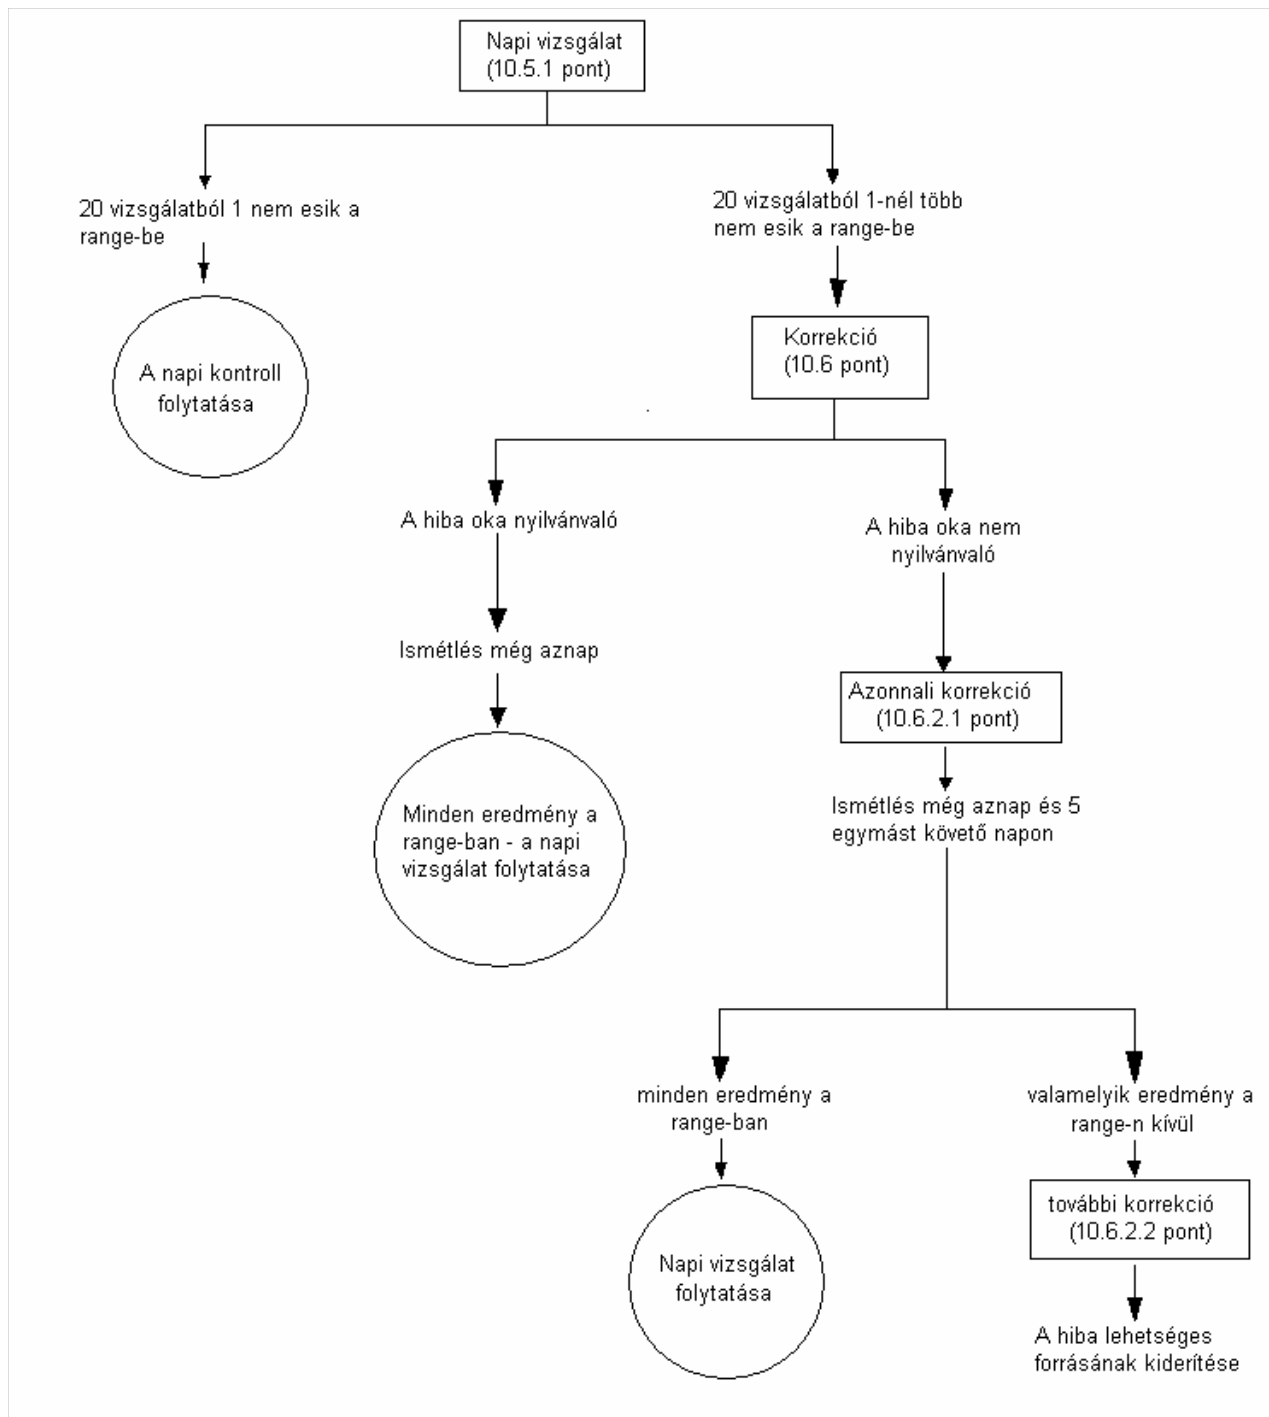 Napi vizsgálat
(10.5.1 pont)
20 vizsgálatból 1 nem esik a
range-be
20 vizsgálatból 1-nél több
nem esik a range-be
A napi kontroll
folytatása
Korrekció
(10.6 pont)
A hiba oka nyilvánvaló
A hiba oka nem
nyilvánvaló
Ismétlés még aznap
Azonnali korrekció
(10.6.2.1 pont)
Minden eredmény a
range-ban - a napi
vizsgálat folytatása
Ismétlés még aznap és 5
egymást követő napon
minden eredmény a
range-ban
valamelyik eredmény a
range-n kívül
Napi vizsgálat
folytatása
további korrekció
(10.6.2.2 pont)
A hiba lehetséges
forrásának kiderítése